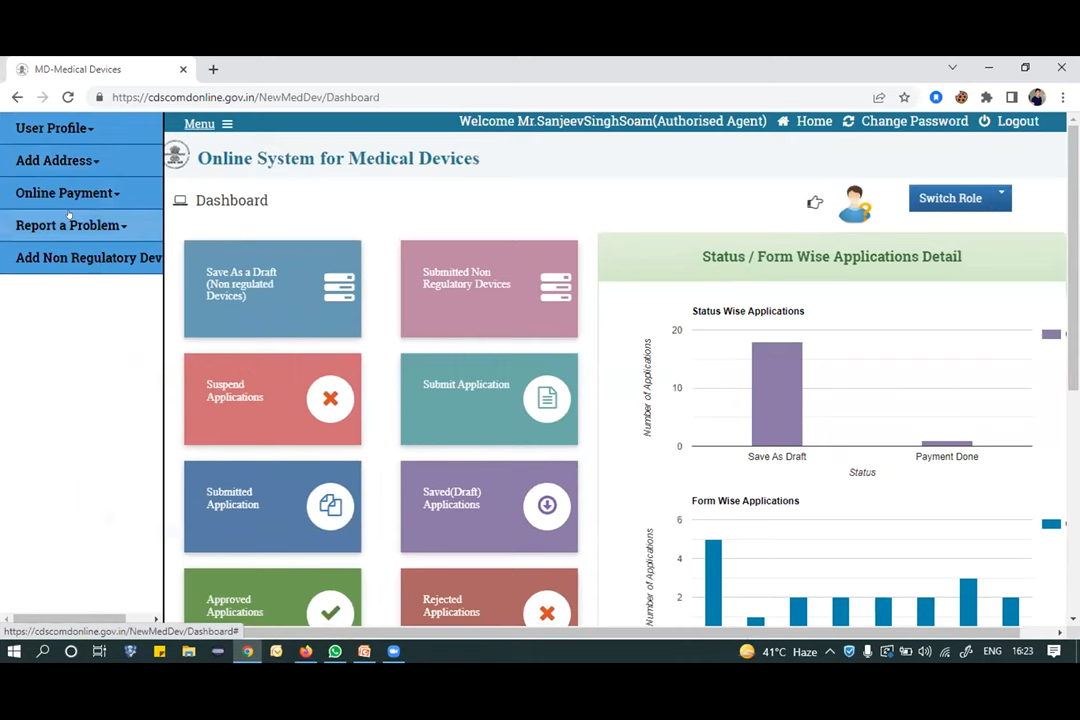 MD-Medical Devices
https://cdscomdonline.gov.in/NewMedDev/Dashboard
User Profile
Add Address
Online Payment
Report a Problem
Add Non Regulatory Dev
Menu
Welcome Mr.SanjeevSinghSoam(Authorised Agent)
Home
Change Password
Logout
Online System for Medical Devices
Dashboard
Switch Role
Save As a Draft
(Non regulated
Devices)
Submitted Non
Regulatory Devices
Suspend
Applications
Submit Application
Submitted
Application
Saved(Draft)
Applications
Approved
Applications
Rejected
Applications
Status / Form Wise Applications Detail
Status Wise Applications
Number of Applications
20
10
0
Save As Draft
Payment Done
Status
Form Wise Applications
Number of Applications
6
4
2
https://cdscomdonline.gov.in/NewMedDev/Dashboard#
41°C Haze
ENG
16:23